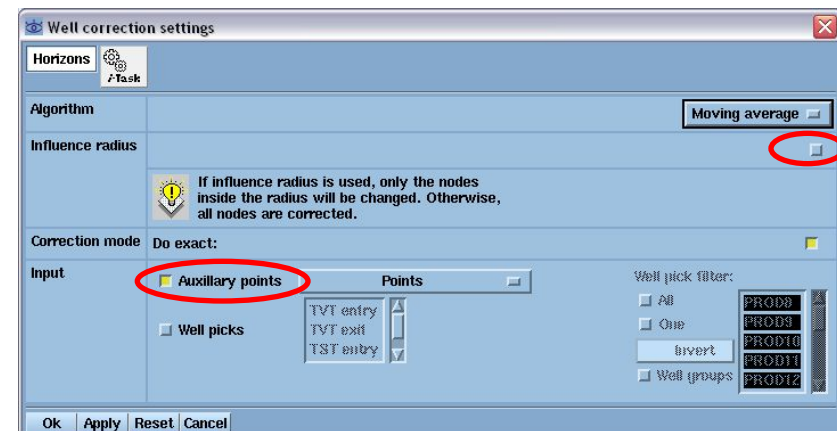 Well correction settings
Horizons
i-Task
Algorithm
Moving average
Influence radius
If influence radius is used, only the nodes
inside the radius will be changed. Otherwise,
all nodes are corrected.
Correction mode Do exact:
Input
Auxillary points
Points
Well picks
TVT entry
TVT exit
TST entry
Well pick filter:
All
One
Invert
Well groups
PROD8
PROD9
PROD10
PROD11
PROD12
Ok Apply Reset Cancel